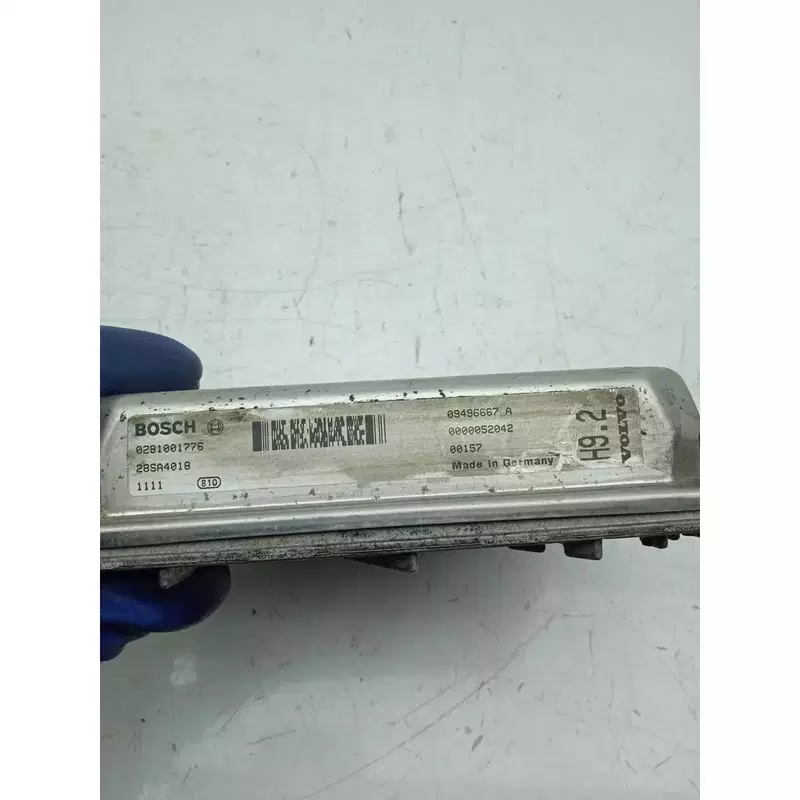 BOSCH
0281001776
28SA4018
1111 810
09496667 A
0000052042
00157
Made in Germany
H9.2
VOLVO